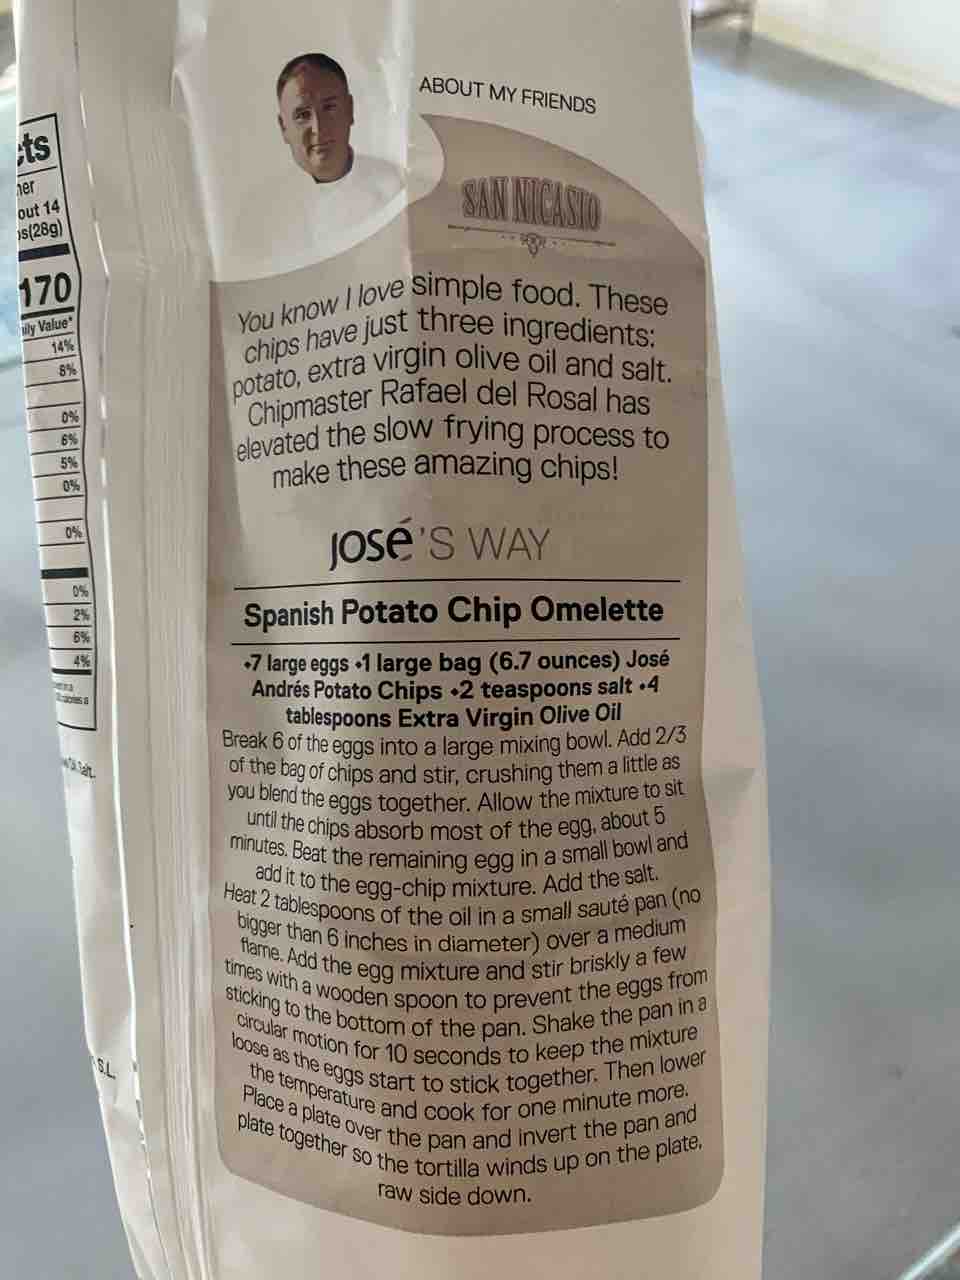 ABOUT MY FRIENDS
SAN NICASIO
You know I love simple food. These
chips have just three ingredients:
potato, extra virgin olive oil and salt.
Chipmaster Rafael del Rosal has
elevated the slow frying process to
make these amazing chips!
José'S WAY
Spanish Potato Chip Omelette
•7 large eggs •1 large bag (6.7 ounces) José
Andrés Potato Chips •2 teaspoons salt •4
tablespoons Extra Virgin Olive Oil
Break 6 of the eggs into a large mixing bowl. Add 2/3
of the bag of chips and stir, crushing them a little as
you blend the eggs together. Allow the mixture to sit
until the chips absorb most of the egg, about 5
minutes. Beat the remaining egg in a small bowl and
add it to the egg-chip mixture. Add the salt.
Heat 2 tablespoons of the oil in a small sauté pan (no
bigger than 6 inches in diameter) over a medium
flame. Add the egg mixture and stir briskly a few
times with a wooden spoon to prevent the eggs from
sticking to the bottom of the pan. Shake the pan in a
circular motion for 10 seconds to keep the mixture
loose as the eggs start to stick together. Then lower
the temperature and cook for one minute more.
Place a plate over the pan and invert the pan and
plate together so the tortilla winds up on the plate,
raw side down.
out 14
(28g)
170
Value*
14%
8%
0%
6%
5%
0%
0%
0%
2%
6%
4%
S.L.